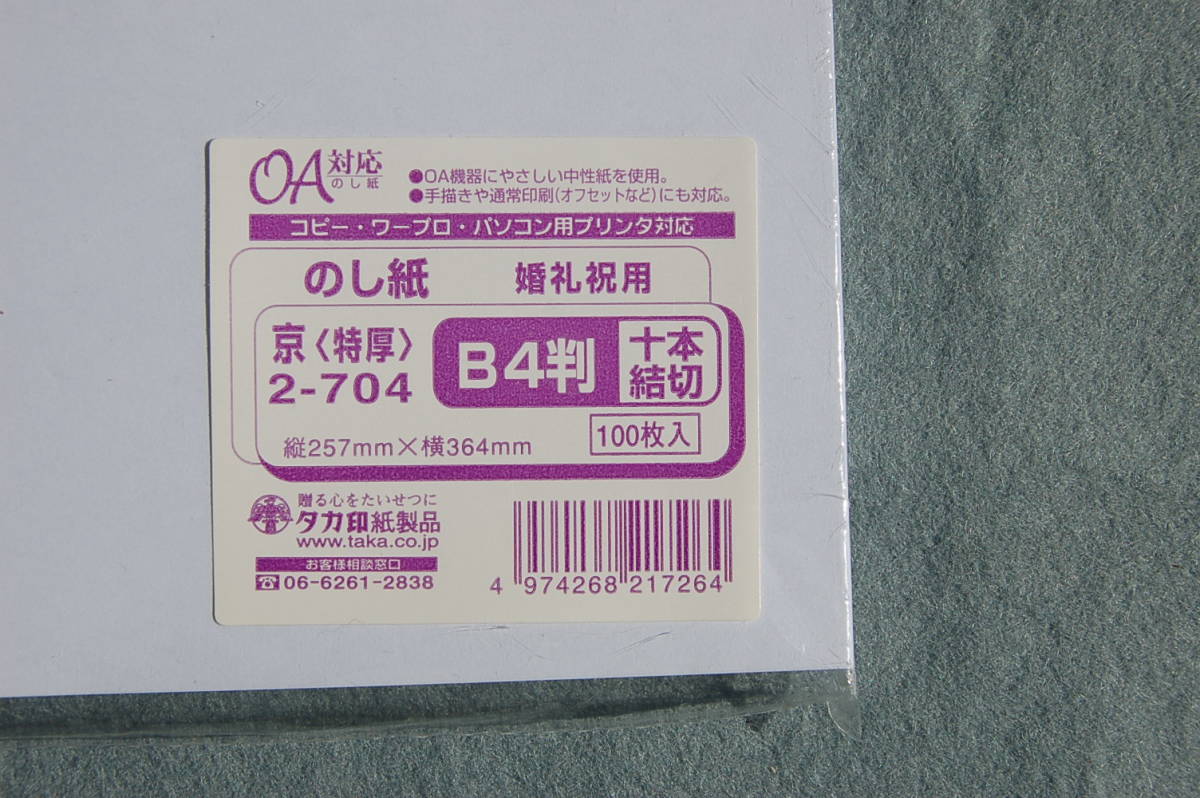 OA対応
のし紙
●OA機器にやさしい中性紙を使用。
●手描きや通常印刷(オフセットなど)にも対応。
コピー・ワープロ・パソコン用プリンタ対応
のし紙 婚礼祝用
京〈特厚〉
2-704
B4判
十本
結切
縦257mm×横364mm
100枚入
贈る心をたいせつに
タカ印紙製品
www.taka.co.jp
お客様相談窓口
☎06-6261-2838
4 974268 217264